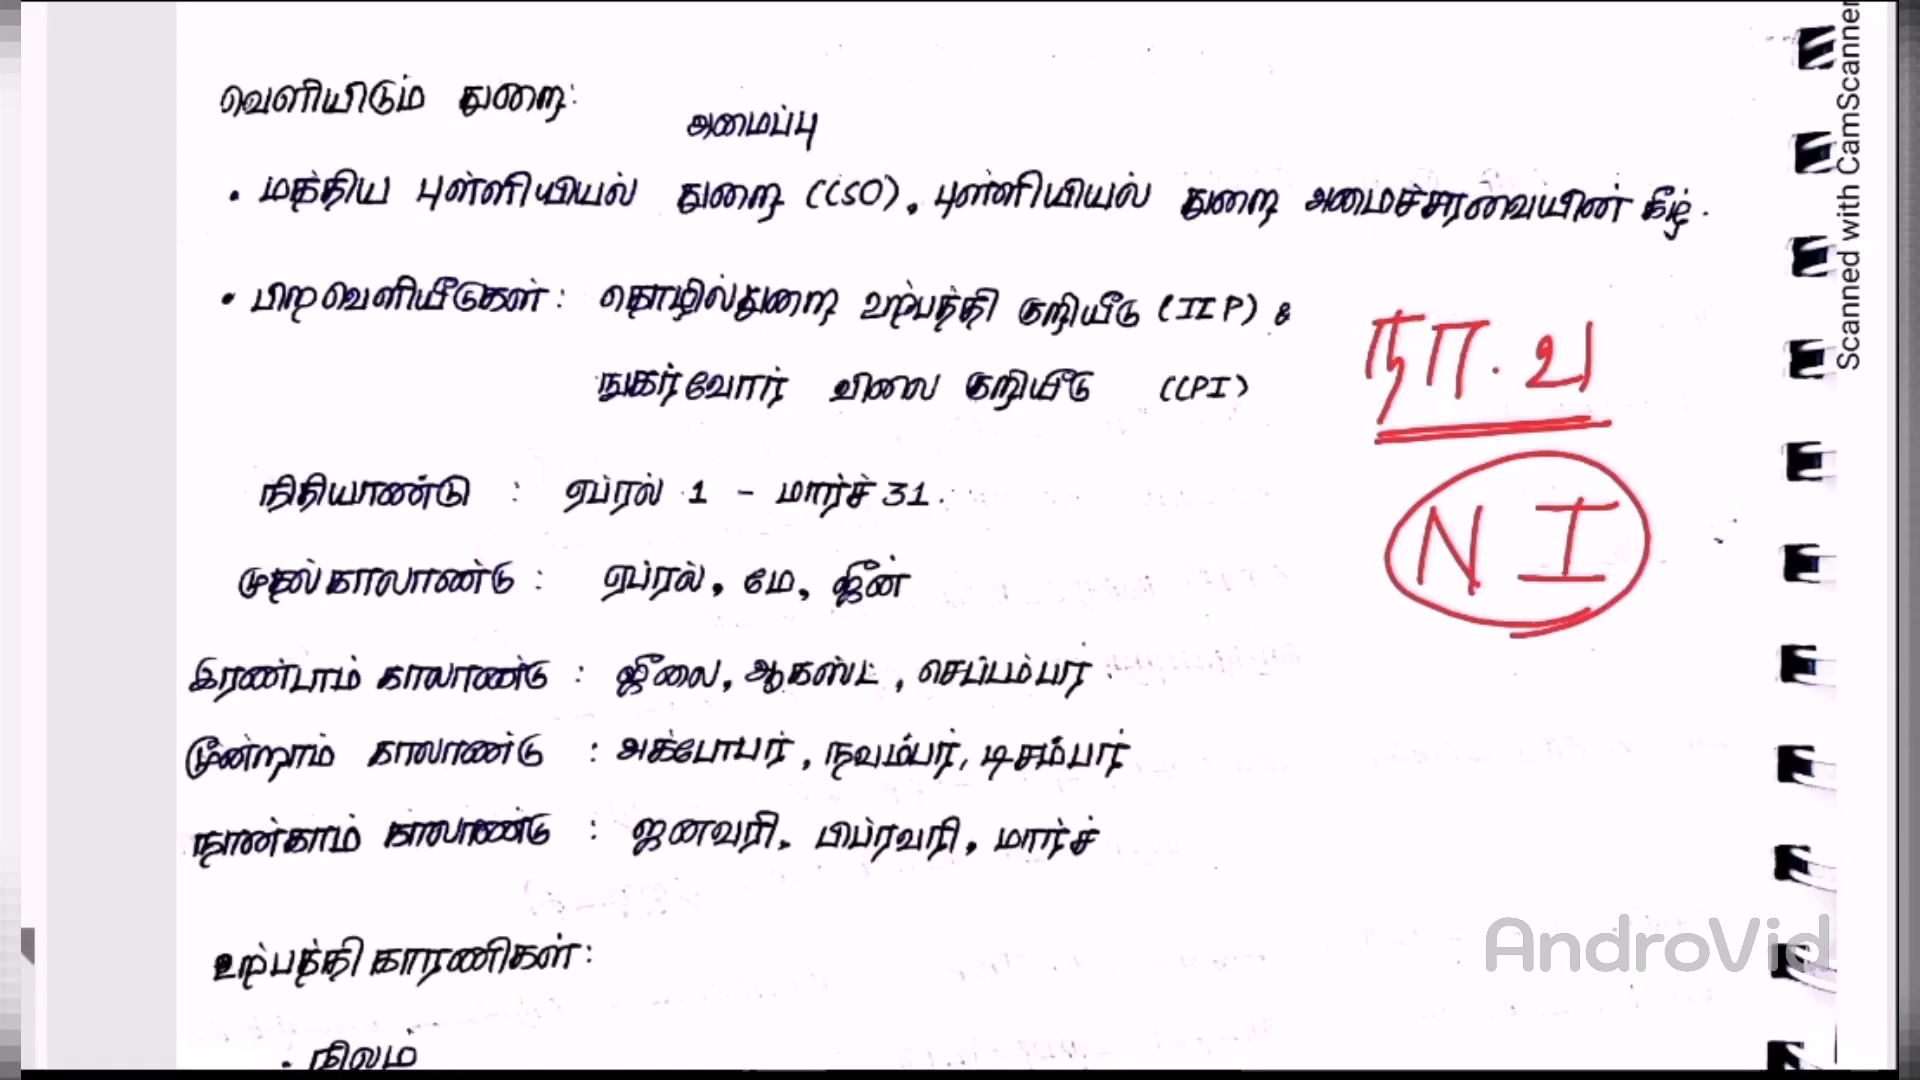 வெளியிடும் துறை:
அமைப்பு
• மத்திய புள்ளியியல் துறை (CSO), புள்ளியியல் துறை அமைச்சரவையின் கீழ்.
• பிற வெளியீடுகள்: தொழில்துறை உற்பத்தி குறியீடு (IIP) &
நுகர்வோர் விலை குறியீடு (CPI)
நா.வ
NI
நிதியாண்டு : ஏப்ரல் 1 - மார்ச் 31.
முதல் காலாண்டு : ஏப்ரல், மே, ஜீன்
இரண்டாம் காலாண்டு : ஜீலை, ஆகஸ்ட், செப்டம்பர்
மூன்றாம் காலாண்டு : அக்டோபர், நவம்பர், டிசம்பர்
நான்காம் காலாண்டு : ஜனவரி, பிப்ரவரி, மார்ச்
உற்பத்தி காரணிகள்:
• நிலம்
Scanned with CamScanner
AndroVid